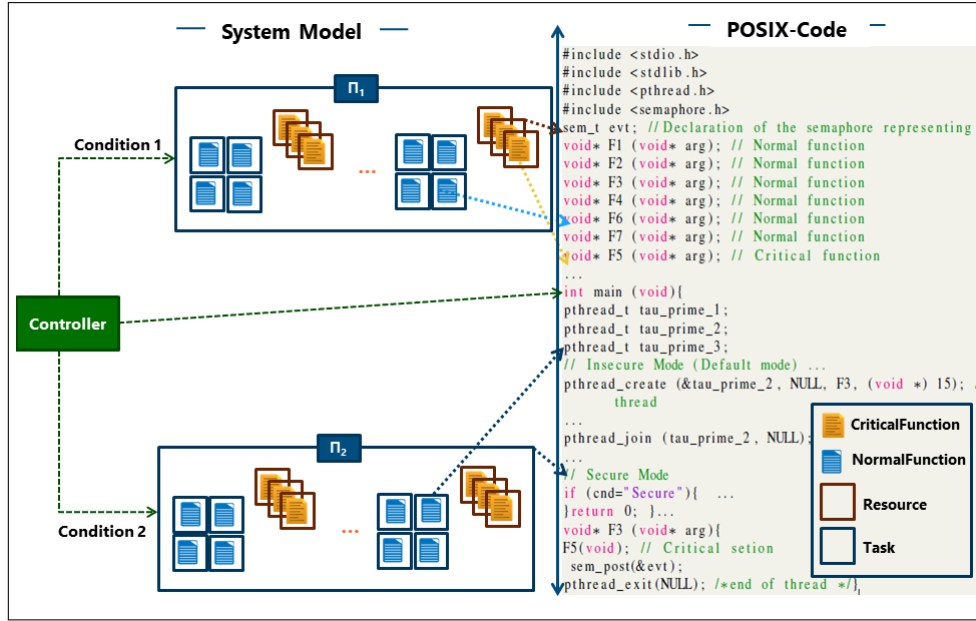 System Model
POSIX-Code
Π1
Condition 1
...
Controller
Π2
Condition 2
...
#include <stdio.h>
#include <stdlib.h>
#include <pthread.h>
#include <semaphore.h>
sem_t evt; //Declaration of the semaphore representing
void* F1 (void* arg); // Normal function
void* F2 (void* arg); // Normal function
void* F3 (void* arg); // Normal function
void* F4 (void* arg); // Normal function
void* F6 (void* arg); // Normal function
void* F7 (void* arg); // Normal function
void* F5 (void* arg); // Critical function
...
int main (void){
pthread_t tau_prime_1;
pthread_t tau_prime_2;
pthread_t tau_prime_3;
// Insecure Mode (Default mode) ...
pthread_create (&tau_prime_2, NULL, F3, (void *) 15);
thread
...
pthread_join (tau_prime_2, NULL);
...
// Secure Mode
if (cnd="Secure"){ ...
}return 0; }...
void* F3 (void* arg){
F5(void); // Critical setion
sem_post(&evt);
pthread_exit(NULL); /*end of thread */}
CriticalFunction
NormalFunction
Resource
Task